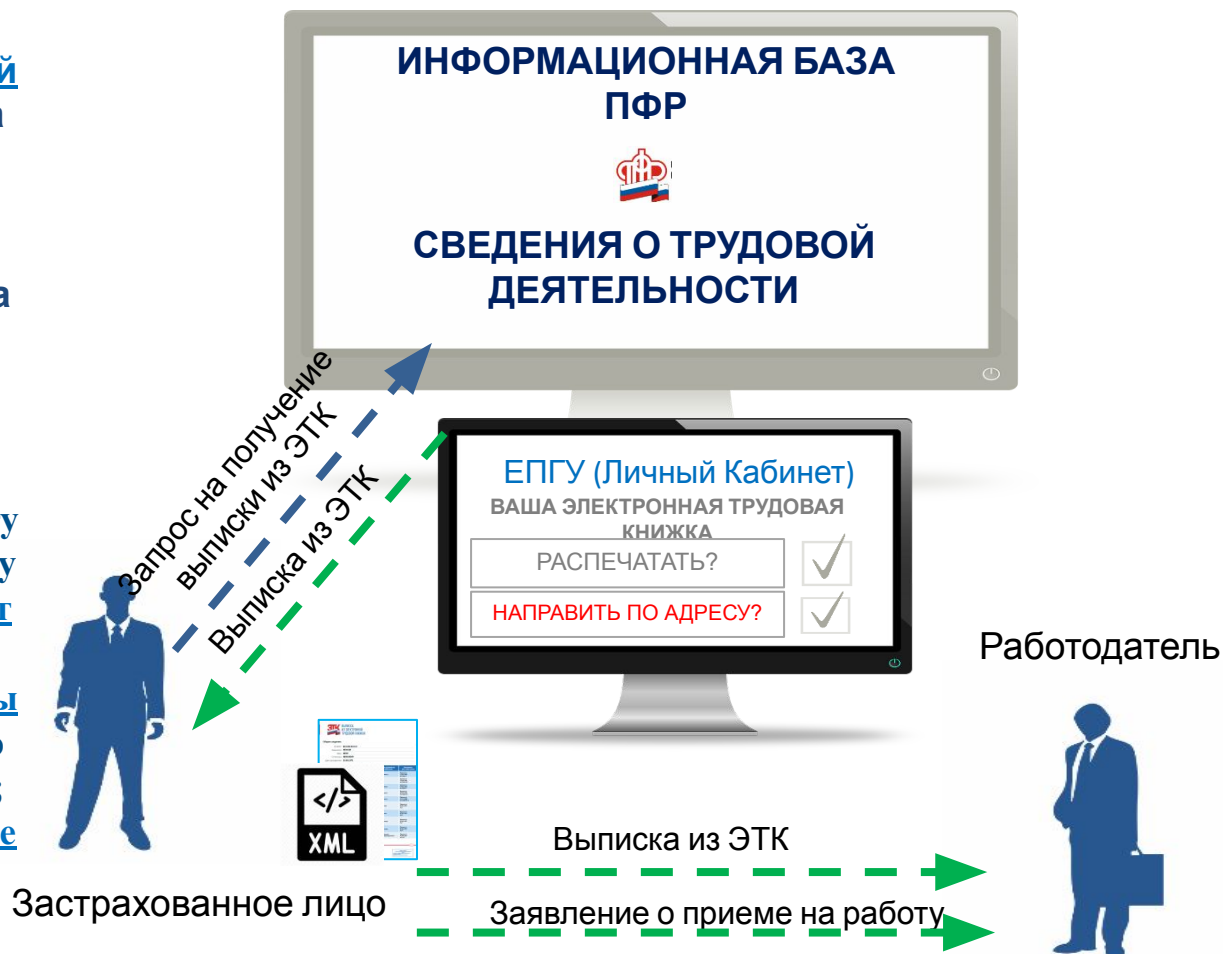 й
а
а
у
у
т
ы
о
е
ИНФОРМАЦИОННАЯ БАЗА
ПФР
СВЕДЕНИЯ О ТРУДОВОЙ
ДЕЯТЕЛЬНОСТИ
Запрос на получение
выписки из ЭТК
Выписка из ЭТК
ЕПГУ (Личный Кабинет)
ВАША ЭЛЕКТРОННАЯ ТРУДОВАЯ
КНИЖКА
РАСПЕЧАТАТЬ?
НАПРАВИТЬ ПО АДРЕСУ?
Работодатель
ЭТК
</>
XML
Выписка из ЭТК
Застрахованное лицо
Заявление о приеме на работу